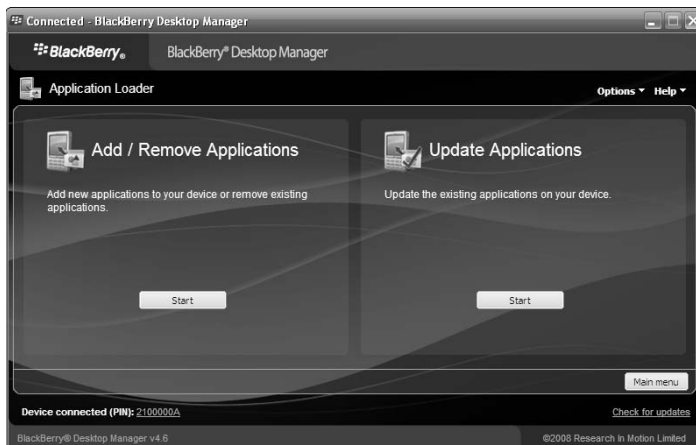 Connected - BlackBerry Desktop Manager
BlackBerry®
BlackBerry® Desktop Manager
Application Loader
Options Help
Add / Remove Applications
Add new applications to your device or remove existing
applications.
Start
Update Applications
Update the existing applications on your device.
Start
Main menu
Device connected (PIN): 2100000A
Check for updates
BlackBerry® Desktop Manager v4.6
©2008 Research In Motion Limited